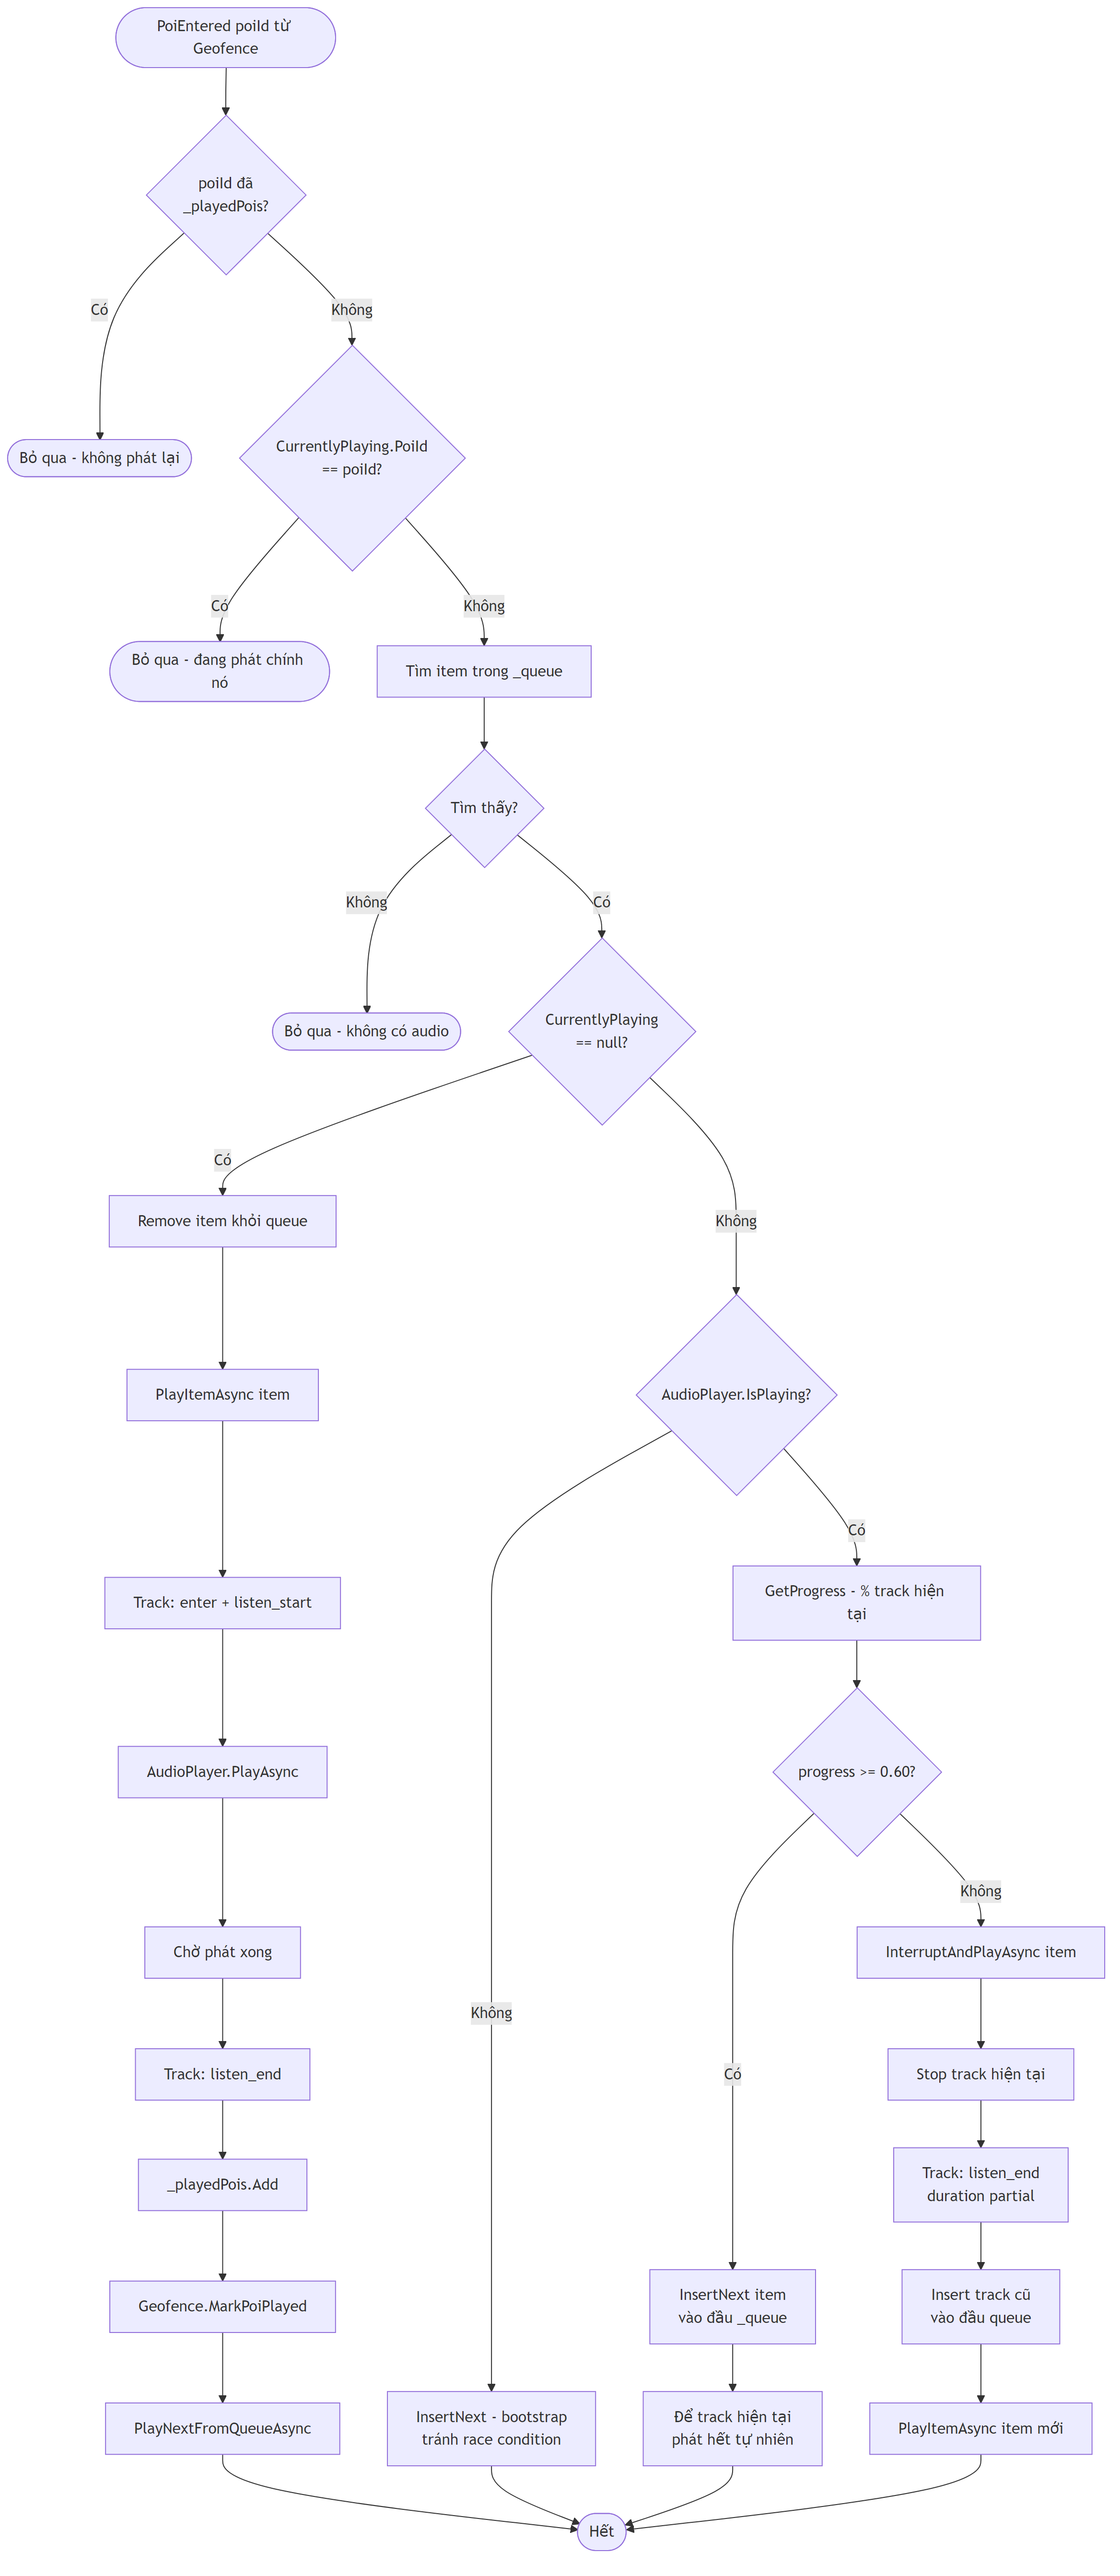 PoiEntered poiId từ
Geofence
poiId đã
_playedPois?
Có
Không
Bỏ qua - không phát lại
CurrentlyPlaying.PoiId
== poiId?
Có
Không
Bỏ qua - đang phát chính
nó
Tìm item trong _queue
Tìm thấy?
Không
Có
Bỏ qua - không có audio
CurrentlyPlaying
== null?
Có
Không
Remove item khỏi queue
PlayItemAsync item
AudioPlayer.IsPlaying?
Có
Không
Track: enter + listen_start
GetProgress - % track hiện
tại
AudioPlayer.PlayAsync
progress >= 0.60?
Không
Có
Chờ phát xong
InterruptAndPlayAsync item
Track: listen_end
Stop track hiện tại
_playedPois.Add
Track: listen_end
duration partial
Geofence.MarkPoiPlayed
InsertNext item
vào đầu _queue
Insert track cũ
vào đầu queue
PlayNextFromQueueAsync
InsertNext - bootstrap
tránh race condition
Để track hiện tại
phát hết tự nhiên
PlayItemAsync item mới
Hết